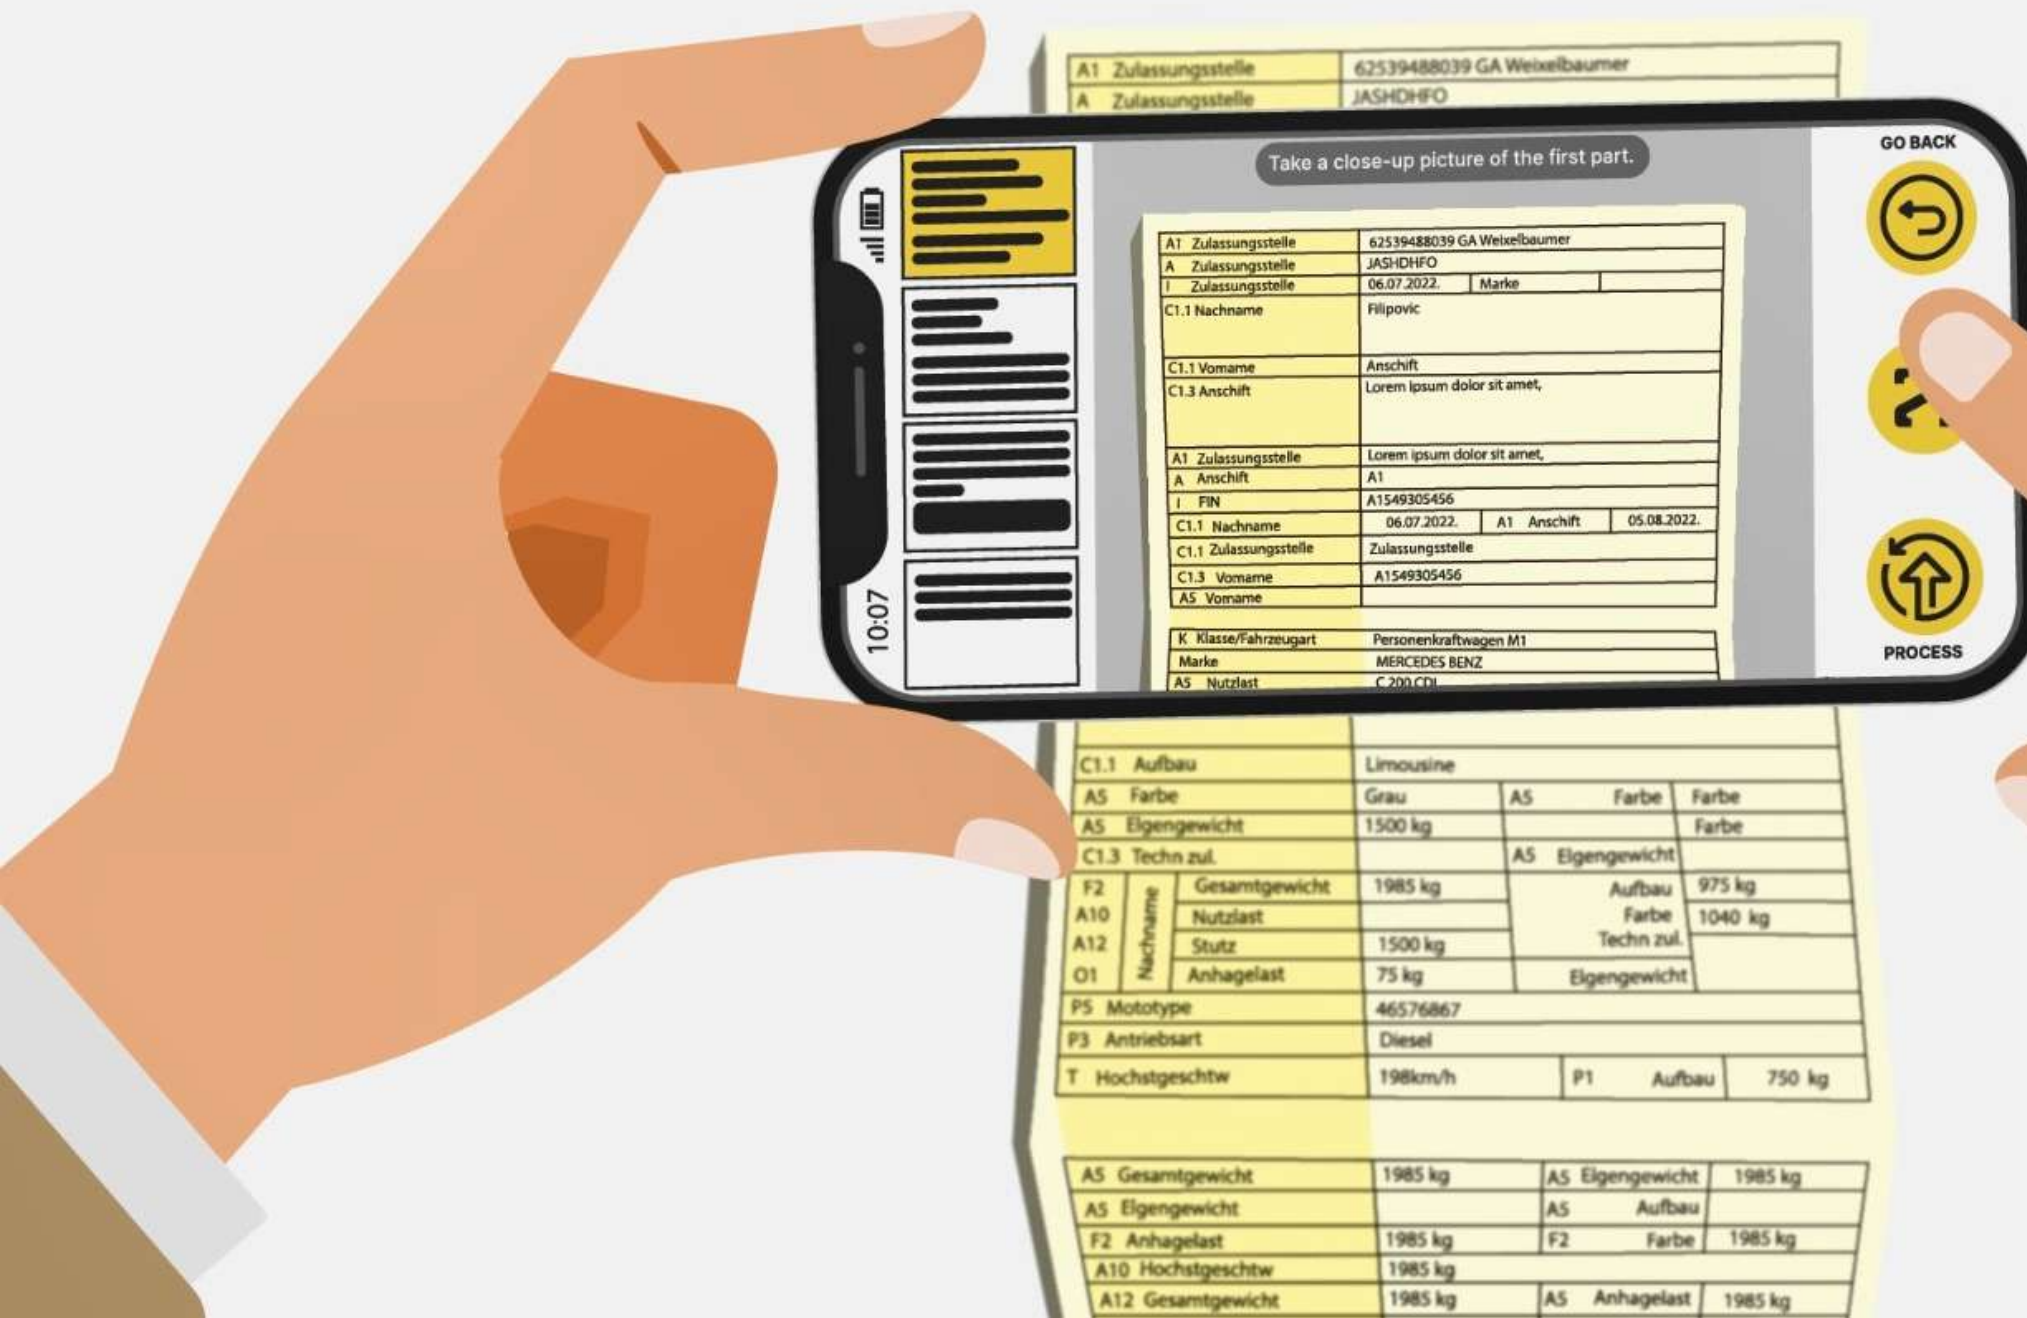 A1 Zulassungsstelle 62539488039 GA Weixelbaumer
A Zulassungsstelle JASHDHFO
Take a close-up picture of the first part.
GO BACK
A1 Zulassungsstelle 62539488039 GA Weixelbaumer
A Zulassungsstelle JASHDHFO
I Zulassungsstelle 06.07.2022. Marke
C1.1 Nachname Filipovic
C1.1 Vorname Anschift
C1.3 Anschift Lorem ipsum dolor sit amet,
A1 Zulassungsstelle Lorem ipsum dolor sit amet,
A Anschift A1
I FIN A1549305456
C1.1 Nachname 06.07.2022. A1 Anschift 05.08.2022.
C1.1 Zulassungsstelle Zulassungsstelle
C1.3 Vorname A1549305456
A5 Vorname
K Klasse/Fahrzeugart Personenkraftwagen M1
Marke MERCEDES BENZ
A5 Nutzlast C 200 CDI
10:07
PROCESS
C1.1 Aufbau Limousine
A5 Farbe Grau A5 Farbe Farbe
A5 Elgengewicht 1500 kg Farbe
C1.3 Techn zul. A5 Elgengewicht
F2 Nachname Gesamtgewicht 1985 kg Aufbau 975 kg
A10 Nutzlast Farbe 1040 kg
A12 Stutz 1500 kg Techn zul.
O1 Anhagelast 75 kg Elgengewicht
P5 Mototype 46576867
P3 Antriebsart Diesel
T Hochstgeschtw 198km/h P1 Aufbau 750 kg
A5 Gesamtgewicht 1985 kg A5 Elgengewicht 1985 kg
A5 Elgengewicht A5 Aufbau
F2 Anhagelast 1985 kg F2 Farbe 1985 kg
A10 Hochstgeschtw 1985 kg
A12 Gesamtgewicht 1985 kg A5 Anhagelast 1985 kg